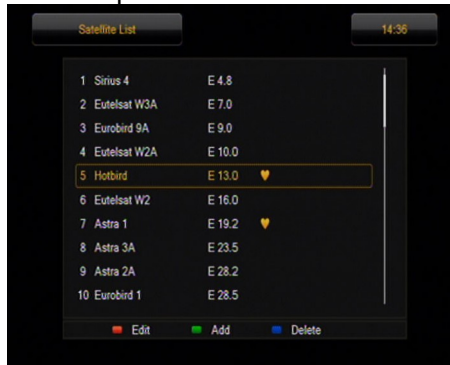 Satellite List 14:36
1 Sirius 4 E 4.8
2 Eutelsat W3A E 7.0
3 Eurobird 9A E 9.0
4 Eutelsat W2A E 10.0
5 Hotbird E 13.0
6 Eutelsat W2 E 16.0
7 Astra 1 E 19.2
8 Astra 3A E 23.5
9 Astra 2A E 28.2
10 Eurobird 1 E 28.5
Edit Add Delete